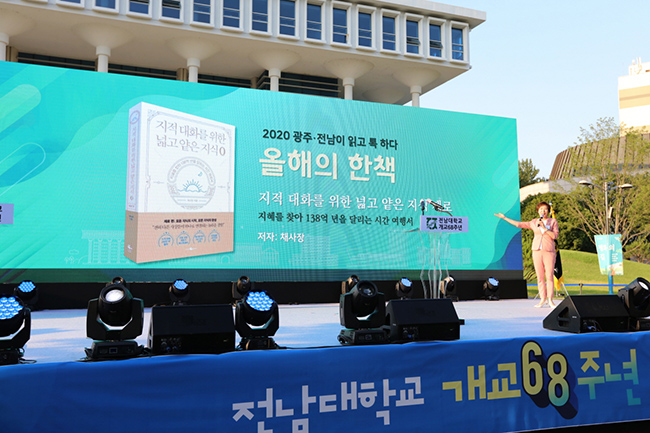 2020 광주·전남이 읽고 톡 하다
올해의 한책
지적 대화를 위한 넓고 얕은 지식 제로
지혜를 찾아 138억 년을 달리는 시간 여행서
저자: 채사장
지적 대화를 위한
넓고 얕은 지식 0
전남대학교
개교68주년
전남대학교 개교68주년